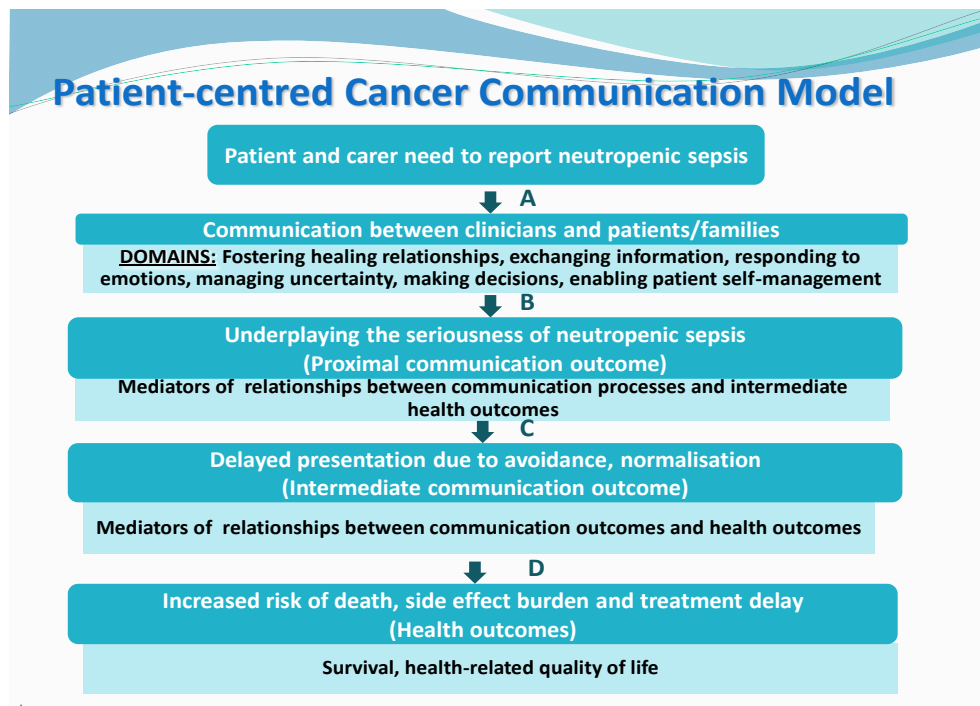 Patient-centred Cancer Communication Model
Patient and carer need to report neutropenic sepsis
A
Communication between clinicians and patients/families
DOMAINS: Fostering healing relationships, exchanging information, responding to
emotions, managing uncertainty, making decisions, enabling patient self-management
B
Underplaying the seriousness of neutropenic sepsis
(Proximal communication outcome)
Mediators of relationships between communication processes and intermediate
health outcomes
C
Delayed presentation due to avoidance, normalisation
(Intermediate communication outcome)
Mediators of relationships between communication outcomes and health outcomes
D
Increased risk of death, side effect burden and treatment delay
(Health outcomes)
Survival, health-related quality of life